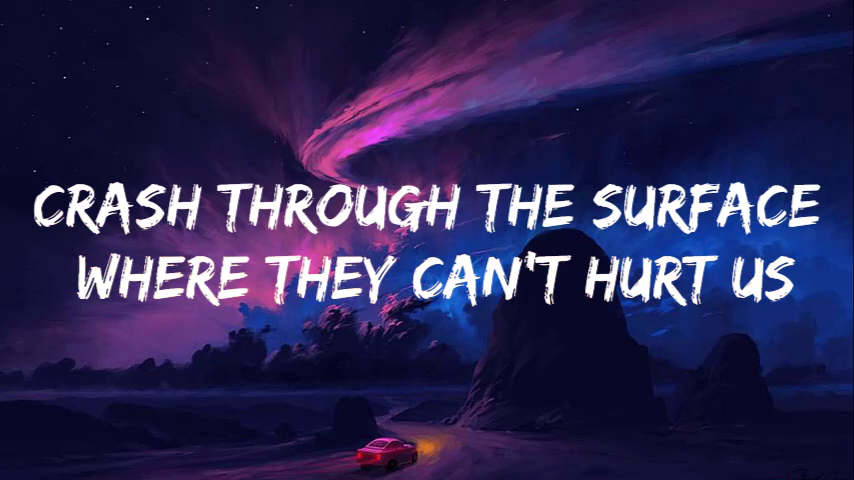 CRASH THROUGH THE SURFACE
WHERE THEY CAN'T HURT US